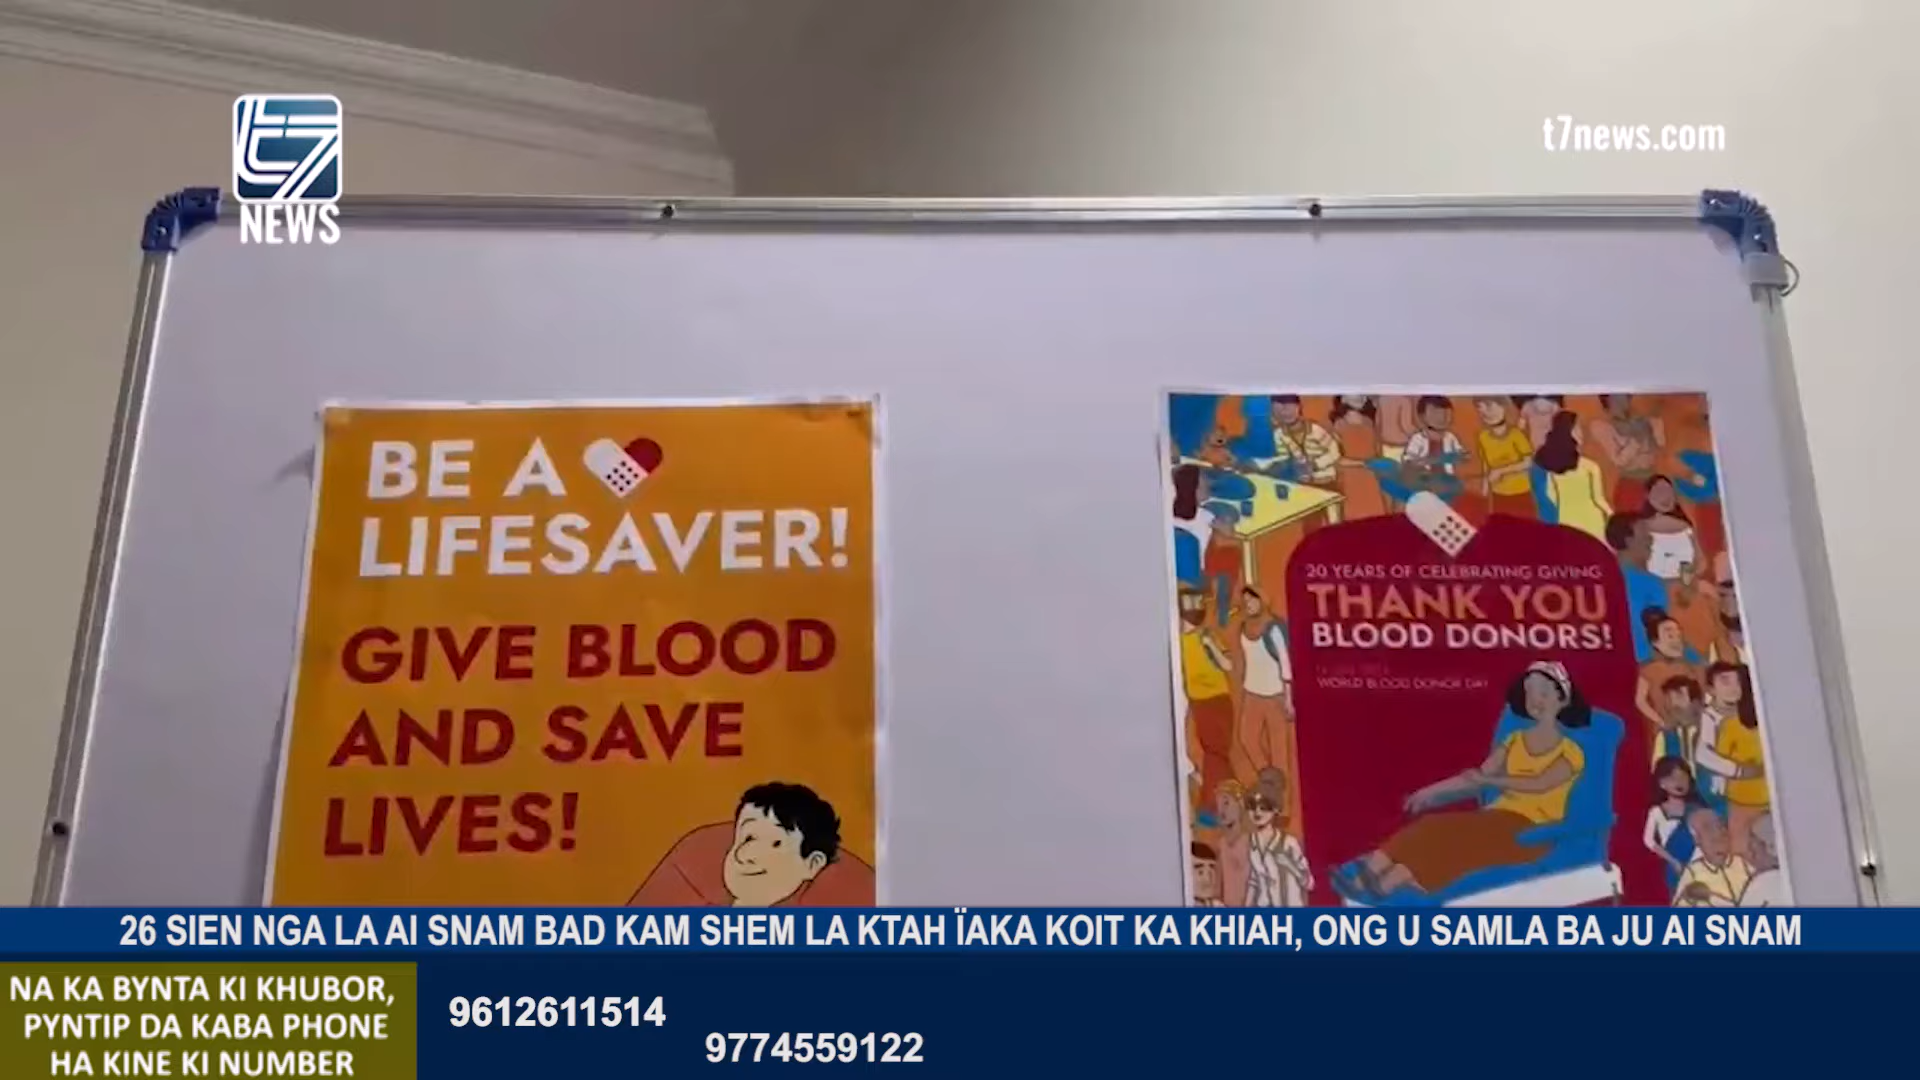 t7
NEWS
t7news.com
BE A
LIFESAVER!
GIVE BLOOD
AND SAVE
LIVES!
20 YEARS OF CELEBRATING GIVING
THANK YOU
BLOOD DONORS!
WORLD BLOOD DONOR DAY
26 SIEN NGA LA AI SNAM BAD KAM SHEM LA KTAH ÏAKA KOIT KA KHIAH, ONG U SAMLA BA JU AI SNAM
NA KA BYNTA KI KHUBOR,
PYNTIP DA KABA PHONE
HA KINE KI NUMBER
9612611514
9774559122